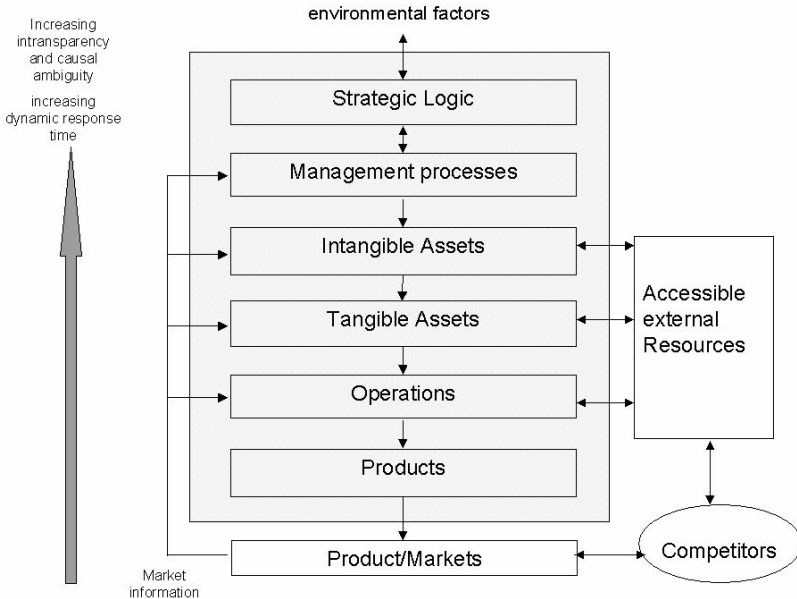 environmental factors
Increasing
intransparency
and causal
ambiguity
increasing
dynamic response
time
Strategic Logic
Management processes
Intangible Assets
Tangible Assets
Operations
Products
Product/Markets
Accessible
external
Resources
Competitors
Market
information